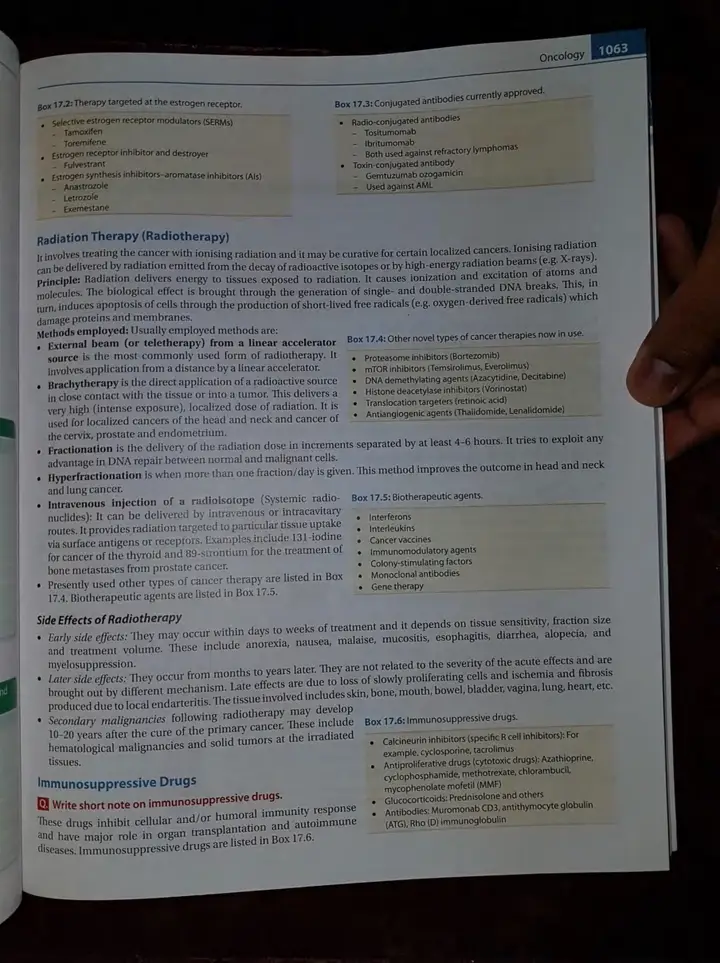 Oncology 1063
Box 17.2: Therapy targeted at the estrogen receptor.
• Selective estrogen receptor modulators (SERMs)
– Tamoxifen
– Toremifene
• Estrogen receptor inhibitor and destroyer
– Fulvestrant
• Estrogen synthesis inhibitors–aromatase inhibitors (AIs)
– Anastrozole
– Letrozole
– Exemestane
Box 17.3: Conjugated antibodies currently approved.
• Radio-conjugated antibodies
– Tositumomab
– Ibritumomab
– Both used against refractory lymphomas
• Toxin-conjugated antibody
– Gemtuzumab ozogamicin
– Used against AML
Radiation Therapy (Radiotherapy)
It involves treating the cancer with ionising radiation and it may be curative for certain localized cancers. Ionising radiation
can be delivered by radiation emitted from the decay of radioactive isotopes or by high-energy radiation beams (e.g. X-rays).
Principle: Radiation delivers energy to tissues exposed to radiation. It causes ionization and excitation of atoms and
molecules. The biological effect is brought through the generation of single- and double-stranded DNA breaks. This, in
turn, induces apoptosis of cells through the production of short-lived free radicals (e.g. oxygen-derived free radicals) which
damage proteins and membranes.
Methods employed: Usually employed methods are:
• External beam (or teletherapy) from a linear accelerator
source is the most commonly used form of radiotherapy. It
involves application from a distance by a linear accelerator.
• Brachytherapy is the direct application of a radioactive source
in close contact with the tissue or into a tumor. This delivers a
very high (intense exposure), localized dose of radiation. It is
used for localized cancers of the head and neck and cancer of
the cervix, prostate and endometrium.
Box 17.4: Other novel types of cancer therapies now in use.
• Proteasome inhibitors (Bortezomib)
• mTOR inhibitors (Temsirolimus, Everolimus)
• DNA demethylating agents (Azacytidine, Decitabine)
• Histone deacetylase inhibitors (Vorinostat)
• Translocation targeters (retinoic acid)
• Antiangiogenic agents (Thalidomide, Lenalidomide)
• Fractionation is the delivery of the radiation dose in increments separated by at least 4–6 hours. It tries to exploit any
advantage in DNA repair between normal and malignant cells.
• Hyperfractionation is when more than one fraction/day is given. This method improves the outcome in head and neck
and lung cancer.
• Intravenous injection of a radioisotope (Systemic radio-
nuclides): It can be delivered by intravenous or intracavitary
routes. It provides radiation targeted to particular tissue uptake
via surface antigens or receptors. Examples include 131-iodine
for cancer of the thyroid and 89-strontium for the treatment of
bone metastases from prostate cancer.
• Presently used other types of cancer therapy are listed in Box
17.4. Biotherapeutic agents are listed in Box 17.5.
Box 17.5: Biotherapeutic agents.
• Interferons
• Interleukins
• Cancer vaccines
• Immunomodulatory agents
• Colony-stimulating factors
• Monoclonal antibodies
• Gene therapy
Side Effects of Radiotherapy
• Early side effects: They may occur within days to weeks of treatment and it depends on tissue sensitivity, fraction size
and treatment volume. These include anorexia, nausea, malaise, mucositis, esophagitis, diarrhea, alopecia, and
myelosuppression.
• Later side effects: They occur from months to years later. They are not related to the severity of the acute effects and are
brought out by different mechanism. Late effects are due to loss of slowly proliferating cells and ischemia and fibrosis
produced due to local endarteritis. The tissue involved includes skin, bone, mouth, bowel, bladder, vagina, lung, heart, etc.
• Secondary malignancies following radiotherapy may develop
10–20 years after the cure of the primary cancer. These include
hematological malignancies and solid tumors at the irradiated
tissues.
Immunosuppressive Drugs
Q. Write short note on immunosuppressive drugs.
These drugs inhibit cellular and/or humoral immunity response
and have major role in organ transplantation and autoimmune
diseases. Immunosuppressive drugs are listed in Box 17.6.
Box 17.6: Immunosuppressive drugs.
• Calcineurin inhibitors (specific R cell inhibitors): For
example, cyclosporine, tacrolimus
• Antiproliferative drugs (cytotoxic drugs): Azathioprine,
cyclophosphamide, methotrexate, chlorambucil,
mycophenolate mofetil (MMF)
• Glucocorticoids: Prednisolone and others
• Antibodies: Muromonab CD3, antithymocyte globulin
(ATG), Rho (D) immunoglobulin